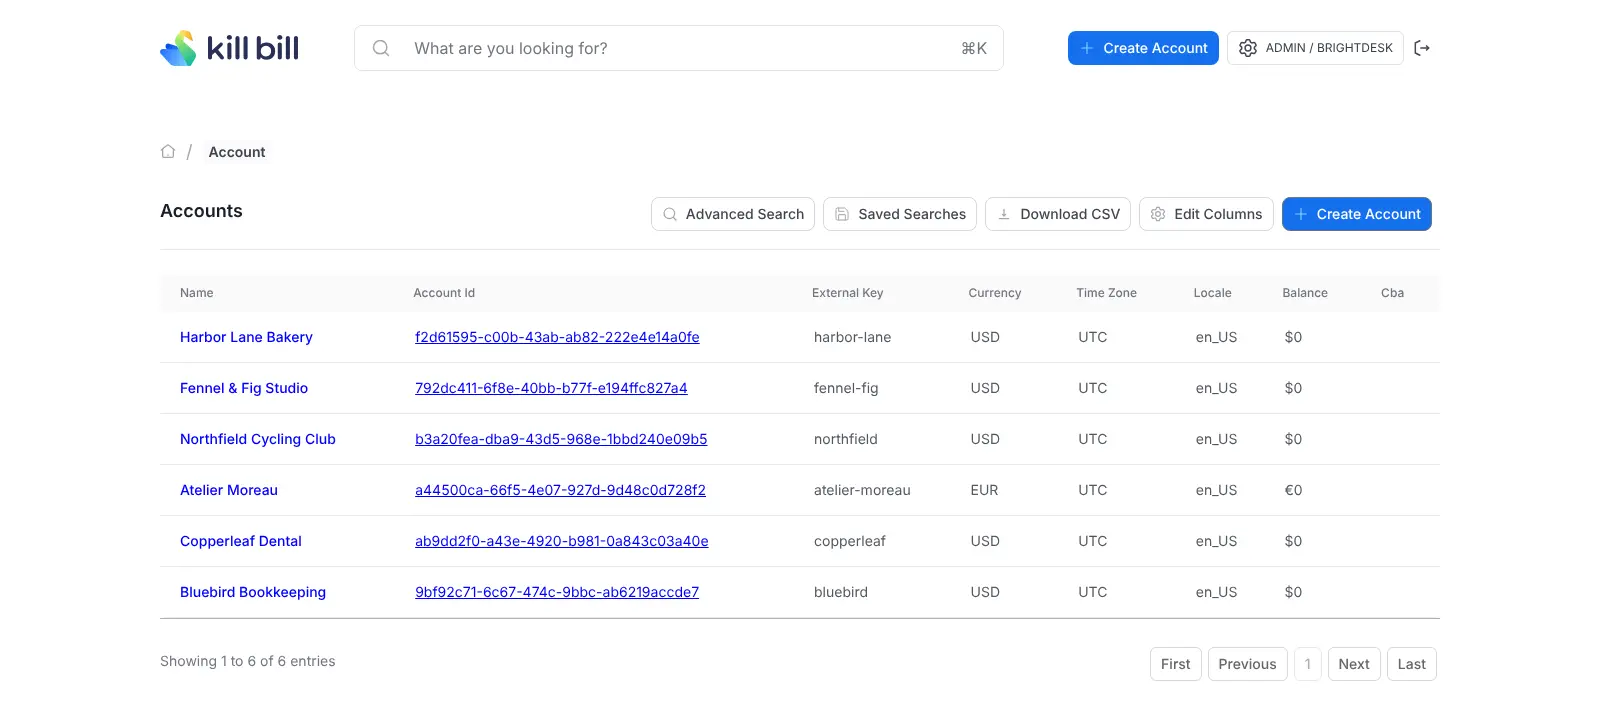 kill bill
What are you looking for? ⌘K
Create Account
ADMIN / BRIGHTDESK
/ Account
Accounts
Advanced Search
Saved Searches
Download CSV
Edit Columns
Create Account
Name Account Id External Key Currency Time Zone Locale Balance Cba
Harbor Lane Bakery f2d61595-c00b-43ab-ab82-222e4e14a0fe harbor-lane USD UTC en_US $0
Fennel & Fig Studio 792dc411-6f8e-40bb-b77f-e194ffc827a4 fennel-fig USD UTC en_US $0
Northfield Cycling Club b3a20fea-dba9-43d5-968e-1bbd240e09b5 northfield USD UTC en_US $0
Atelier Moreau a44500ca-66f5-4e07-927d-9d48c0d728f2 atelier-moreau EUR UTC en_US €0
Copperleaf Dental ab9dd2f0-a43e-4920-b981-0a843c03a40e copperleaf USD UTC en_US $0
Bluebird Bookkeeping 9bf92c71-6c67-474c-9bbc-ab6219accde7 bluebird USD UTC en_US $0
Showing 1 to 6 of 6 entries
First Previous 1 Next Last